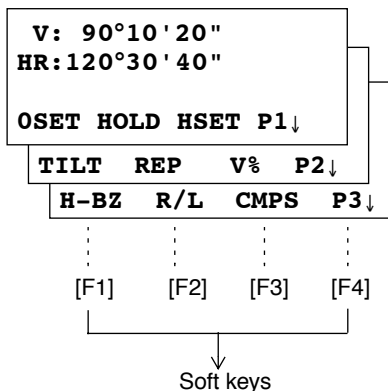 V: 90°10'20"
HR:120°30'40"
0SET HOLD HSET P1↓
TILT REP V% P2↓
H-BZ R/L CMPS P3↓
[F1] [F2] [F3] [F4]
Soft keys